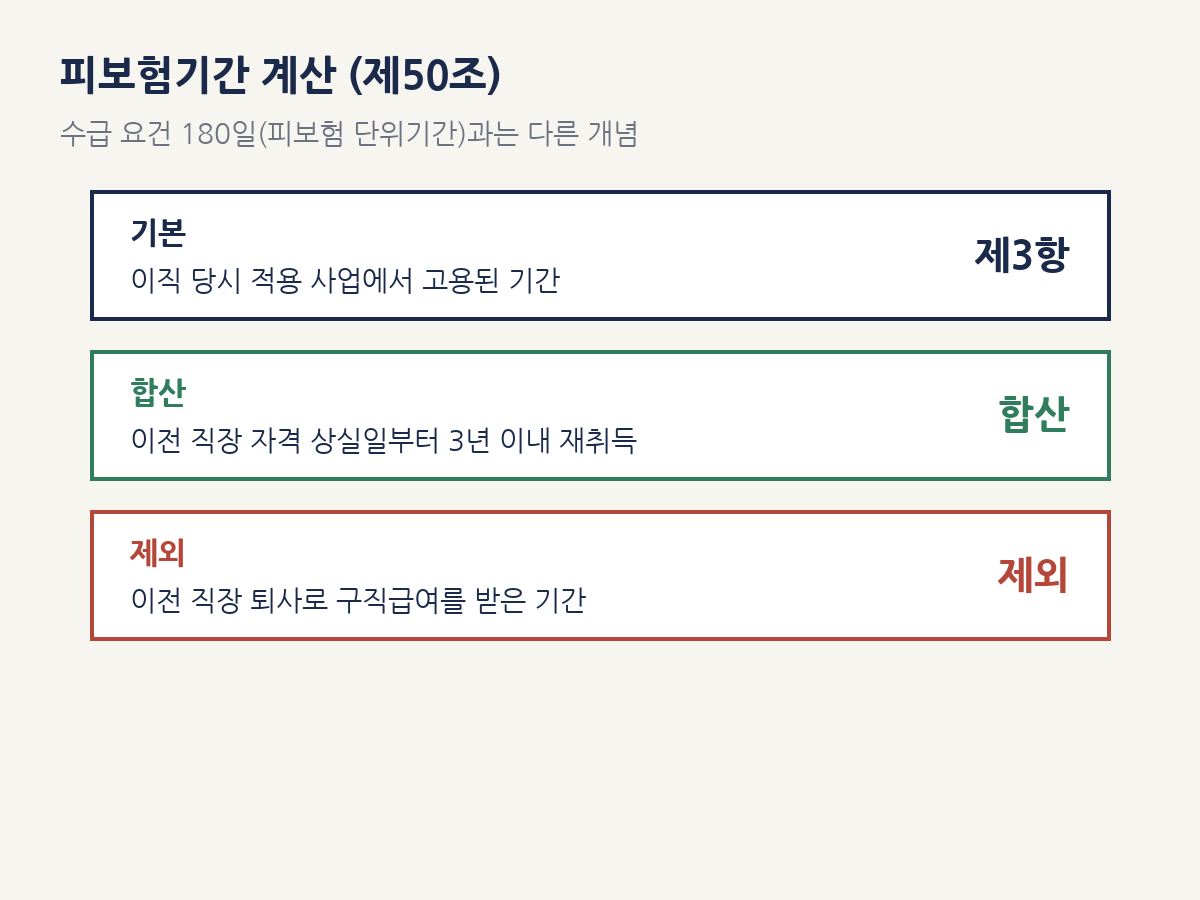 피보험기간 계산 (제50조)
수급 요건 180일(피보험 단위기간)과는 다른 개념
기본
이직 당시 적용 사업에서 고용된 기간
제3항
합산
이전 직장 자격 상실일부터 3년 이내 재취득
합산
제외
이전 직장 퇴사로 구직급여를 받은 기간
제외